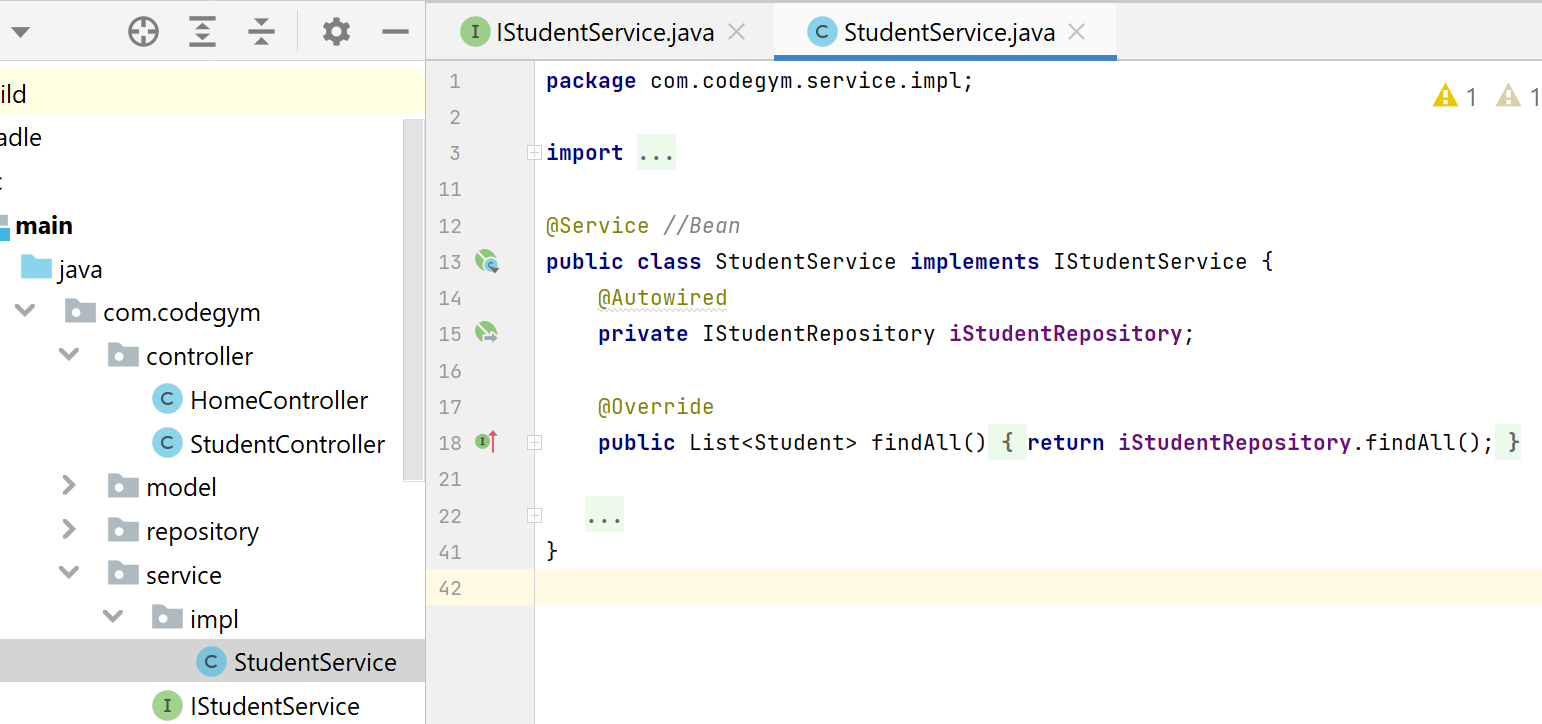 IStudentService.java
StudentService.java
ild
adle
main
java
com.codegym
controller
HomeController
StudentController
model
repository
service
impl
StudentService
IStudentService
1 package com.codegym.service.impl;
2
3 import ...
11
12 @Service //Bean
13 public class StudentService implements IStudentService {
14 @Autowired
15 private IStudentRepository iStudentRepository;
16
17 @Override
18 public List<Student> findAll() { return iStudentRepository.findAll(); }
21
22 ...
41 }
42
1 1